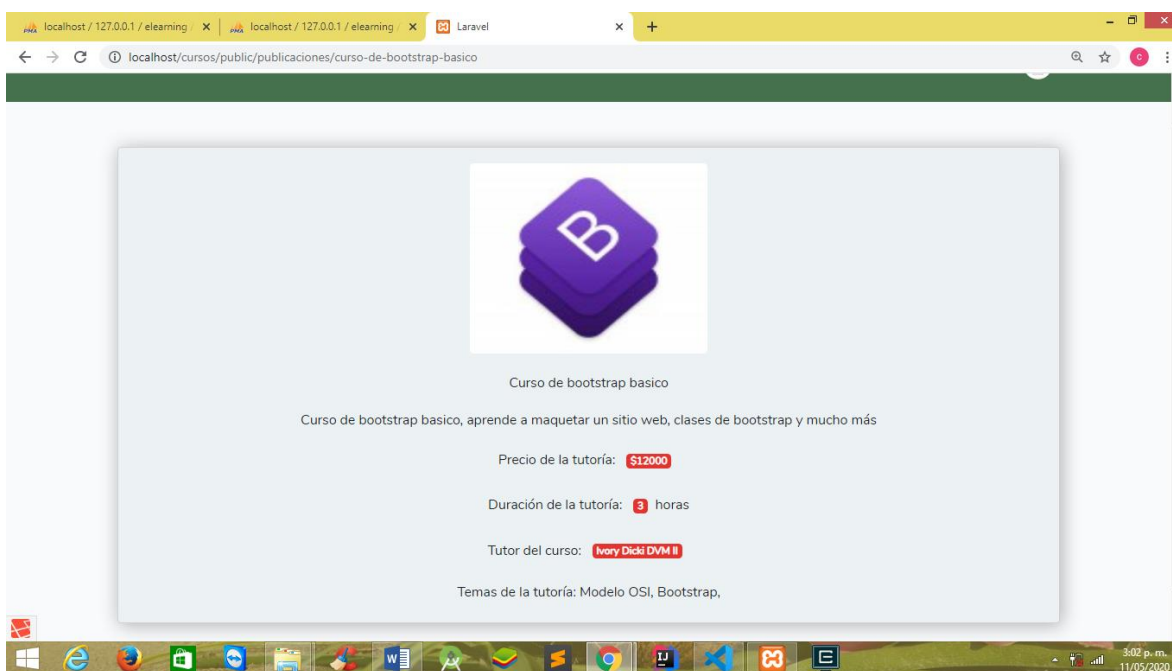 localhost / 127.0.0.1 / elearning /
localhost / 127.0.0.1 / elearning /
Laravel
localhost/cursos/public/publicaciones/curso-de-bootstrap-basico
C
B
Curso de bootstrap basico
Curso de bootstrap basico, aprende a maquetar un sitio web, clases de bootstrap y mucho más
Precio de la tutoría: $12000
Duración de la tutoría: 3 horas
Tutor del curso: Ivory Dicki DVM II
Temas de la tutoría: Modelo OSI, Bootstrap,
3:02 p. m.
11/05/2020